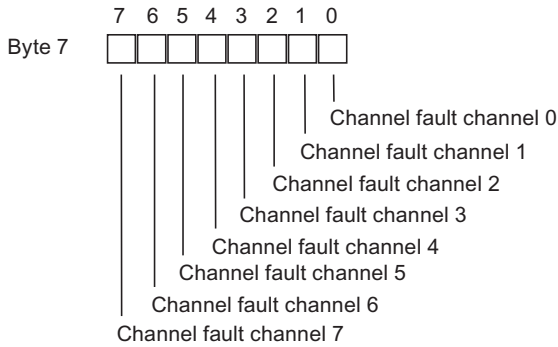 7 6 5 4 3 2 1 0
Byte 7
Channel fault channel 0
Channel fault channel 1
Channel fault channel 2
Channel fault channel 3
Channel fault channel 4
Channel fault channel 5
Channel fault channel 6
Channel fault channel 7